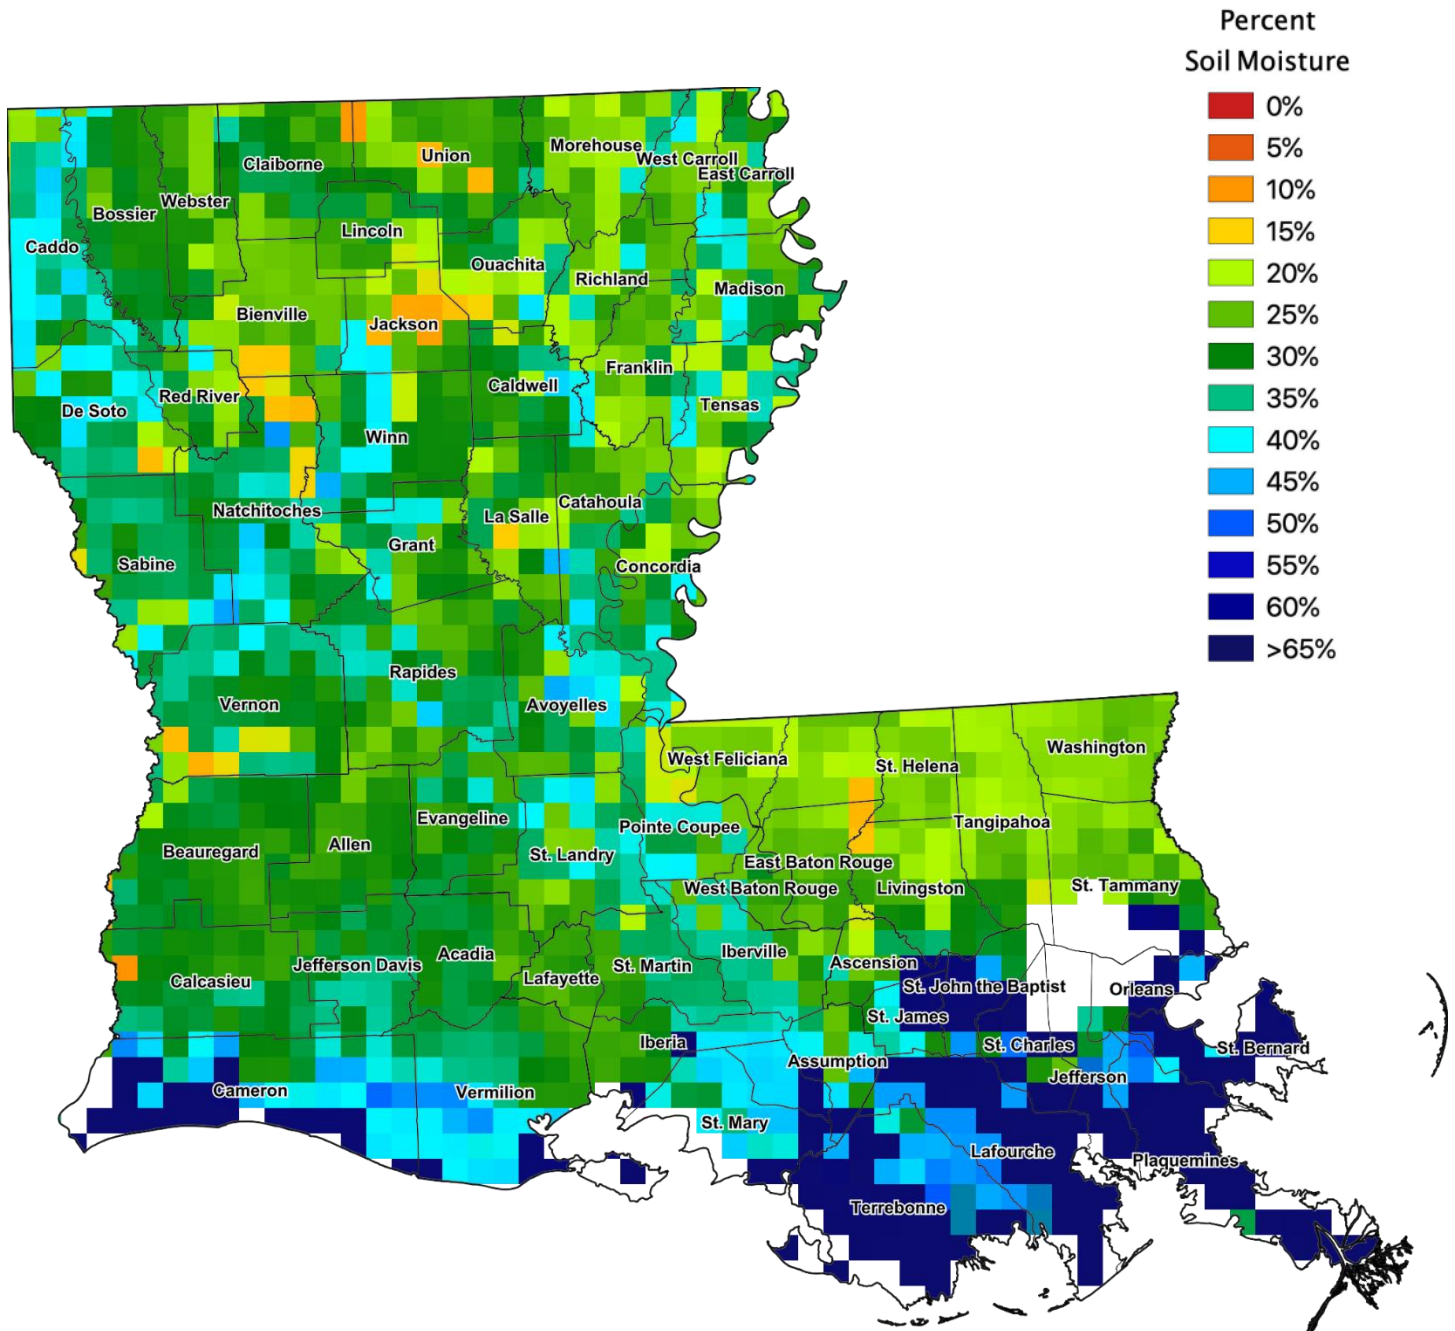 Percent
Soil Moisture
0%
5%
10%
15%
20%
25%
30%
35%
40%
45%
50%
55%
60%
>65%
Morehouse
Union
West Carroll
Claiborne
East Carroll
Webster
Bossier
Lincoln
Caddo
Ouachita
Richland
Madison
Bienville
Jackson
Franklin
Caldwell
Red River
Tensas
De Soto
Winn
Catahoula
Natchitoches
La Salle
Grant
Sabine
Concordia
Rapides
Vernon
Avoyelles
Washington
West Feliciana
St. Helena
Evangeline
Tangipahoa
Pointe Coupee
Allen
Beauregard
St. Landry
East Baton Rouge
St. Tammany
West Baton Rouge
Livingston
Iberville
Acadia
Ascension
Jefferson Davis
St. Martin
Lafayette
Calcasieu
St. John the Baptist
Orleans
St. James
Iberia
St. Charles
St. Bernard
Assumption
Jefferson
Cameron
Vermilion
St. Mary
Lafourche
Plaquemines
Terrebonne